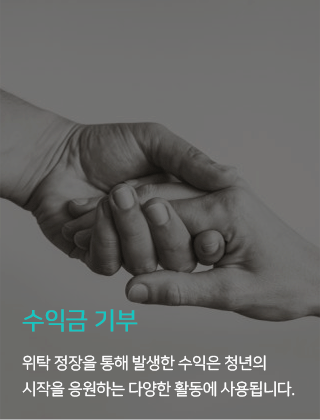 수익금 기부
위탁 정장을 통해 발생한 수익은 청년의
시작을 응원하는 다양한 활동에 사용됩니다.